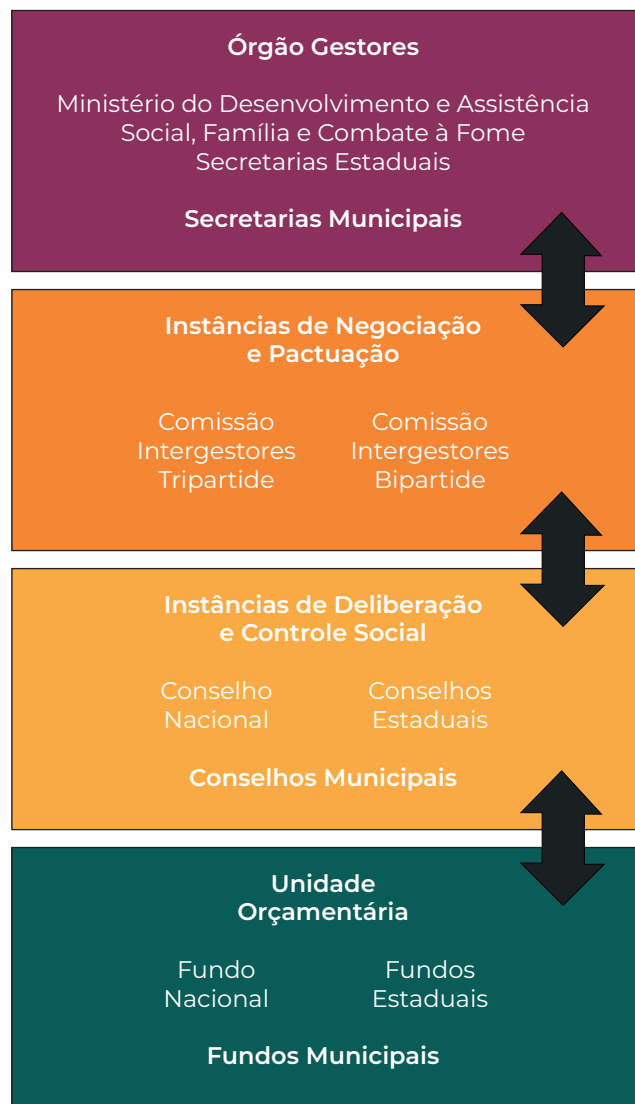 Órgão Gestores
Ministério do Desenvolvimento e Assistência
Social, Família e Combate à Fome
Secretarias Estaduais
Secretarias Municipais
Instâncias de Negociação
e Pactuação
Comissão
Intergestores
Tripartide
Comissão
Intergestores
Bipartide
Instâncias de Deliberação
e Controle Social
Conselho
Nacional
Conselhos
Estaduais
Conselhos Municipais
Unidade
Orçamentária
Fundo
Nacional
Fundos
Estaduais
Fundos Municipais